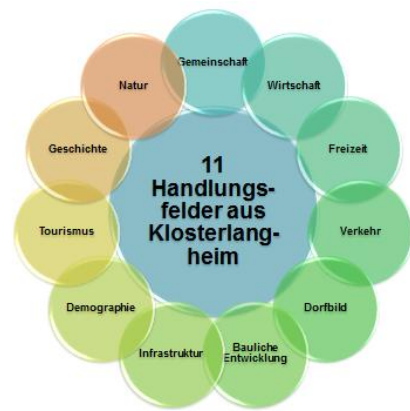 11
Handlungs-
felder aus
Klosterlang-
heim
Gemeinschaft
Wirtschaft
Freizeit
Verkehr
Dorfbild
Bauliche
Entwicklung
Infrastruktur
Demographie
Tourismus
Geschichte
Natur